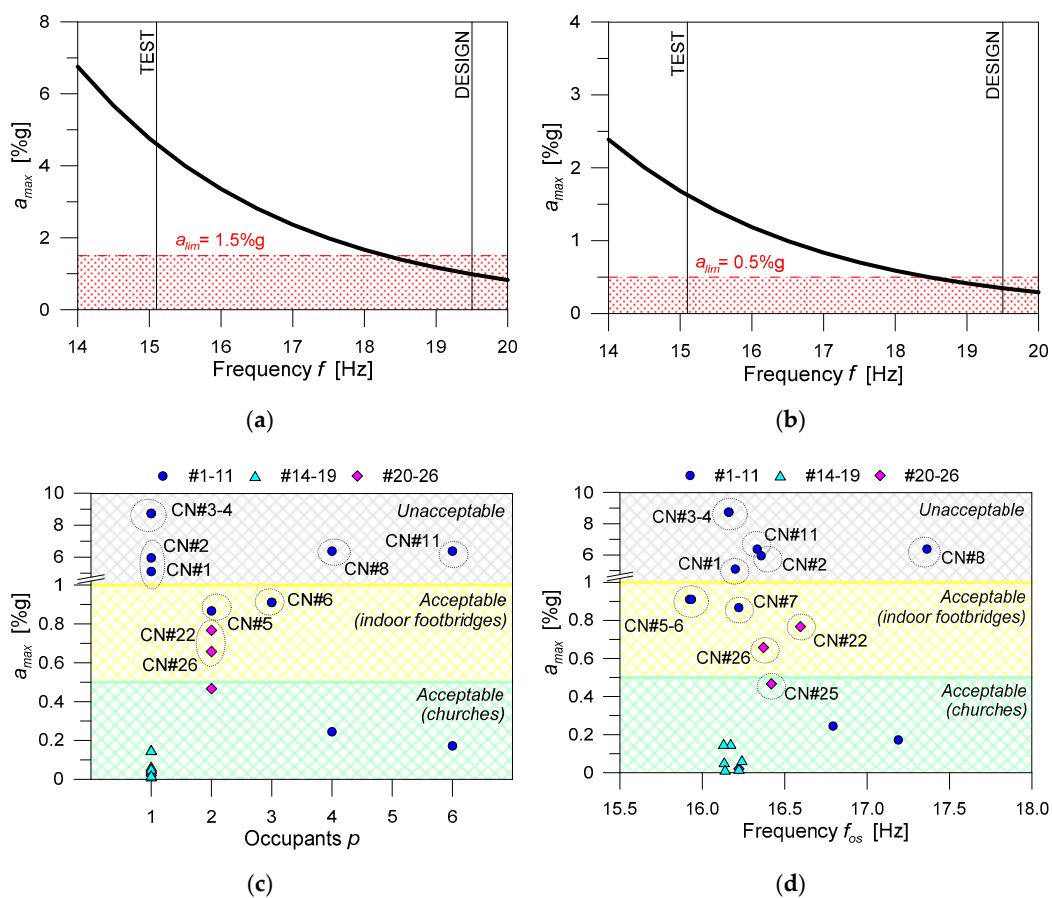 8
6
4
2
0
a_max [%g]
TEST
DESIGN
a_lim= 1.5%g
14 15 16 17 18 19 20
Frequency f [Hz]
(a)
4
3
2
1
0
a_max [%g]
TEST
DESIGN
a_lim= 0.5%g
14 15 16 17 18 19 20
Frequency f [Hz]
(b)
#1-11 #14-19 #20-26
10
8
6
1
0.8
0.6
0.4
0.2
0
a_max [%g]
CN#3-4
Unacceptable
CN#2
CN#11
CN#1
CN#8
Acceptable
(indoor footbridges)
CN#6
CN#5
CN#22
CN#26
Acceptable
(churches)
1 2 3 4 5 6
Occupants p
(c)
#1-11 #14-19 #20-26
10
8
6
1
0.8
0.6
0.4
0.2
0
a_max [%g]
CN#3-4
Unacceptable
CN#11
CN#1
CN#2
CN#8
Acceptable
(indoor footbridges)
CN#7
CN#5-6
CN#22
CN#26
CN#25
Acceptable
(churches)
15.5 16.0 16.5 17.0 17.5 18.0
Frequency f_os [Hz]
(d)